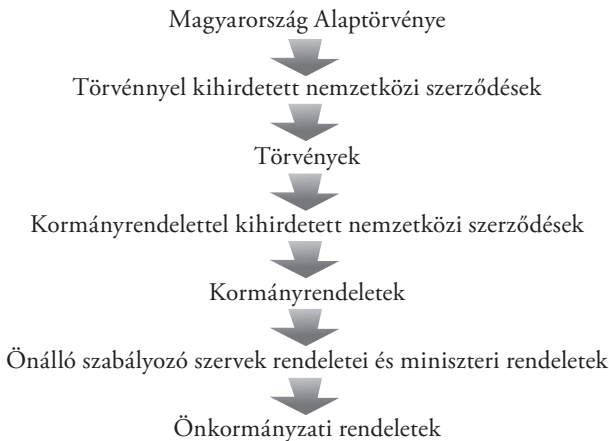 Magyarország Alaptörvénye
Törvénnyel kihirdetett nemzetközi szerződések
Törvények
Kormányrendelettel kihirdetett nemzetközi szerződések
Kormányrendeletek
Önálló szabályozó szervek rendeletei és miniszteri rendeletek
Önkormányzati rendeletek